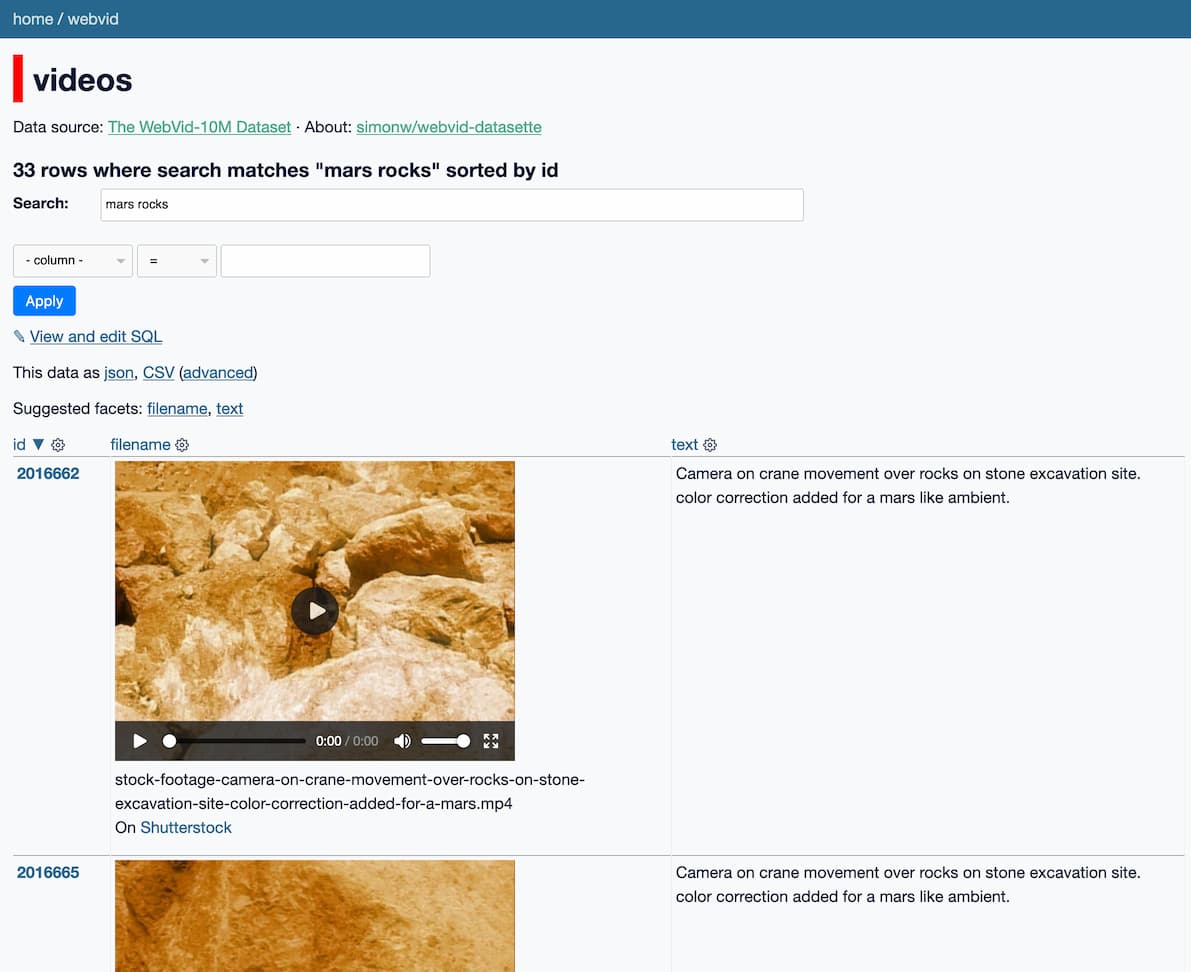 home / webvid
videos
Data source: The WebVid-10M Dataset · About: simonw/webvid-datasette
33 rows where search matches "mars rocks" sorted by id
Search: mars rocks
- column - =
Apply
✎ View and edit SQL
This data as json, CSV (advanced)
Suggested facets: filename, text
id ▼ filename text
2016662
Camera on crane movement over rocks on stone excavation site.
color correction added for a mars like ambient.
0:00 / 0:00
stock-footage-camera-on-crane-movement-over-rocks-on-stone-
excavation-site-color-correction-added-for-a-mars.mp4
On Shutterstock
2016665
Camera on crane movement over rocks on stone excavation site.
color correction added for a mars like ambient.